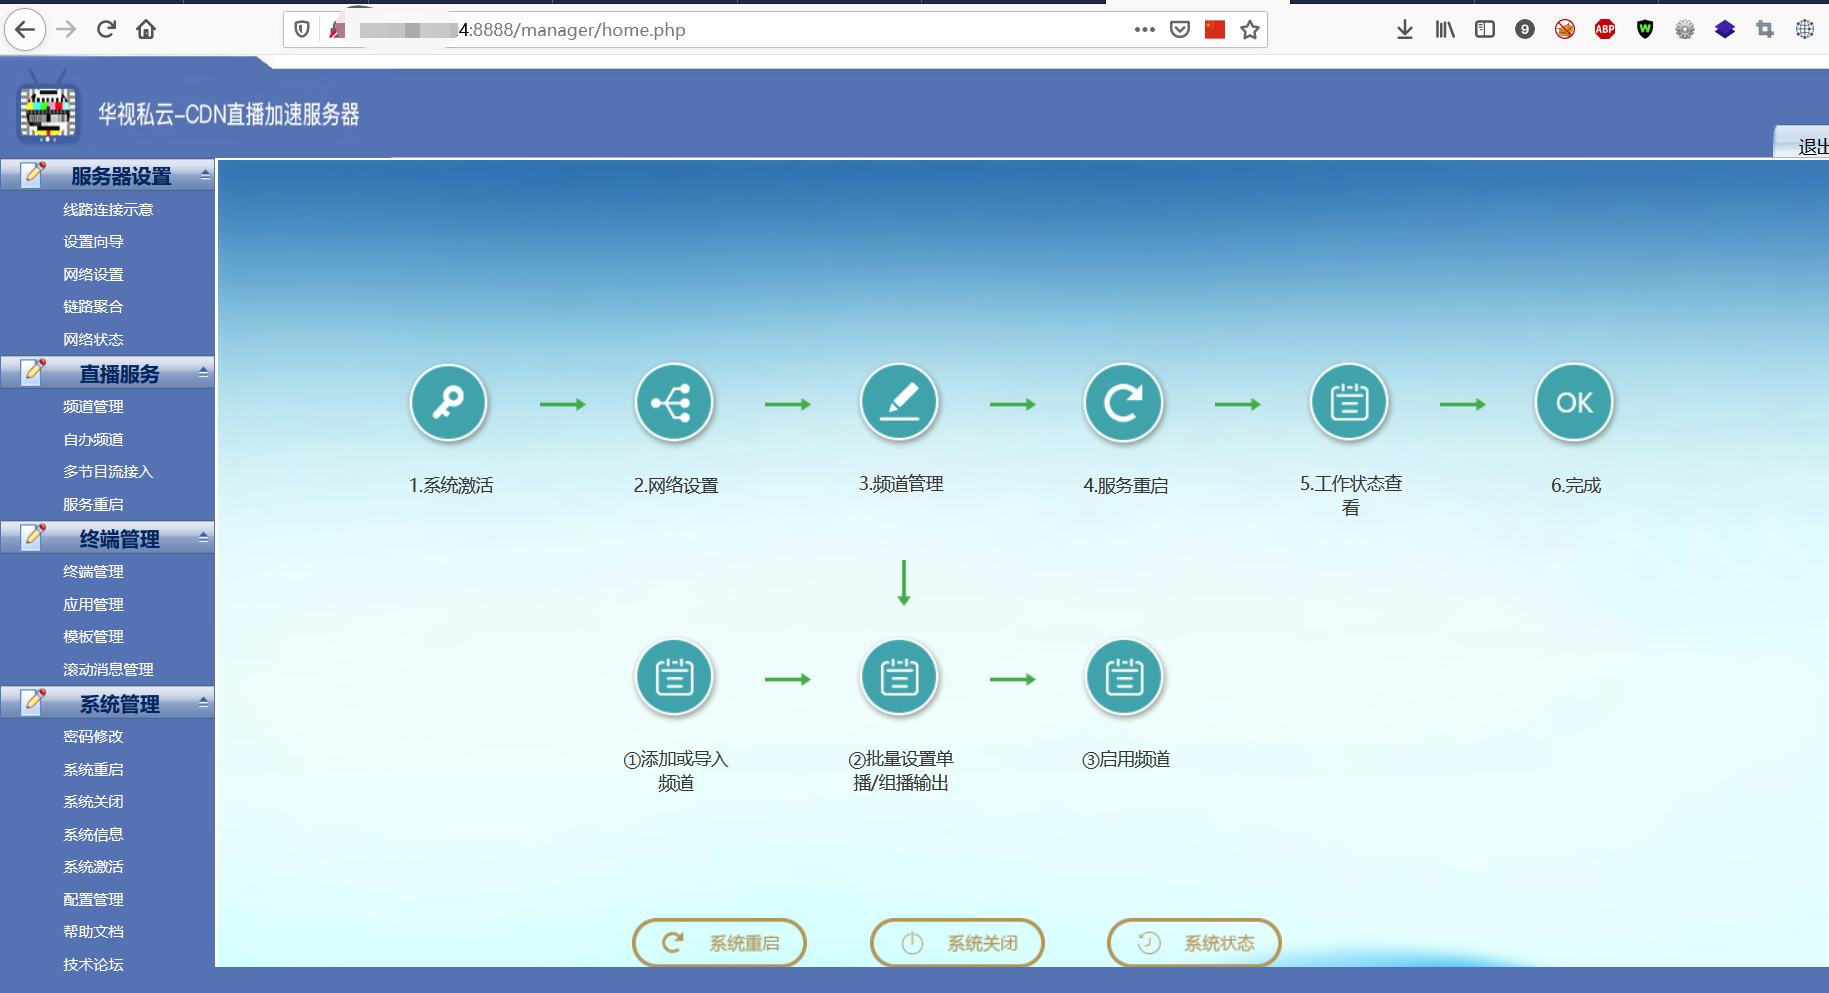 4:8888/manager/home.php
9
ABP
W
华视私云-CDN直播加速服务器
退出
服务器设置
线路连接示意
设置向导
网络设置
链路聚合
网络状态
直播服务
频道管理
自办频道
多节目流接入
服务重启
终端管理
终端管理
应用管理
模板管理
滚动消息管理
系统管理
密码修改
系统重启
系统关闭
系统信息
系统激活
配置管理
帮助文档
技术论坛
OK
1.系统激活
2.网络设置
3.频道管理
4.服务重启
5.工作状态查
看
6.完成
①添加或导入
频道
②批量设置单
播/组播输出
③启用频道
系统重启
系统关闭
系统状态